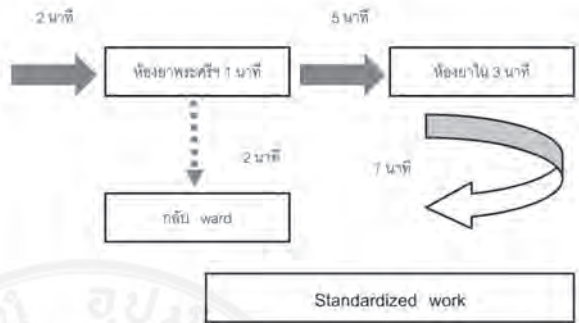 2 นาที
5 นาที
ห้องยาพระศรีฯ 1 นาที
ห้องยาใน 3 นาที
2 นาที
7 นาที
กลับ ward
Standardized work